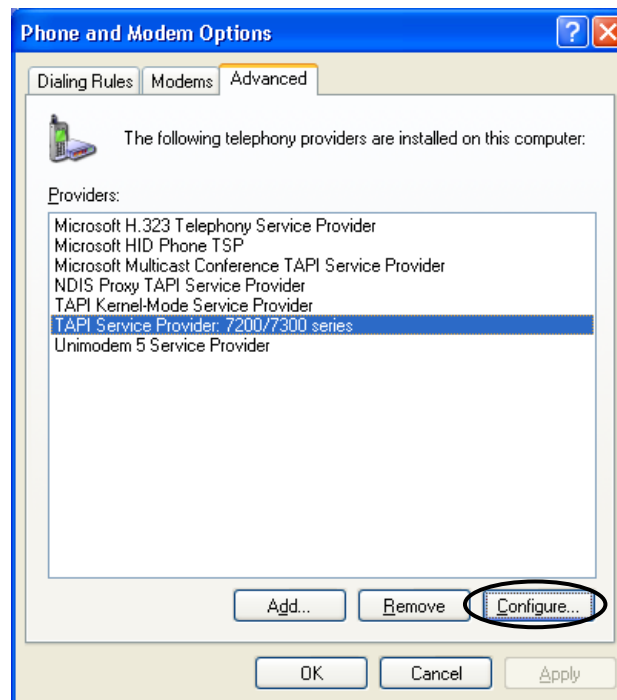 Phone and Modem Options
?
Dialing Rules Modems Advanced
The following telephony providers are installed on this computer:
Providers:
Microsoft H.323 Telephony Service Provider
Microsoft HID Phone TSP
Microsoft Multicast Conference TAPI Service Provider
NDIS Proxy TAPI Service Provider
TAPI Kernel-Mode Service Provider
TAPI Service Provider: 7200/7300 series
Unimodem 5 Service Provider
Add... Remove Configure...
OK Cancel Apply